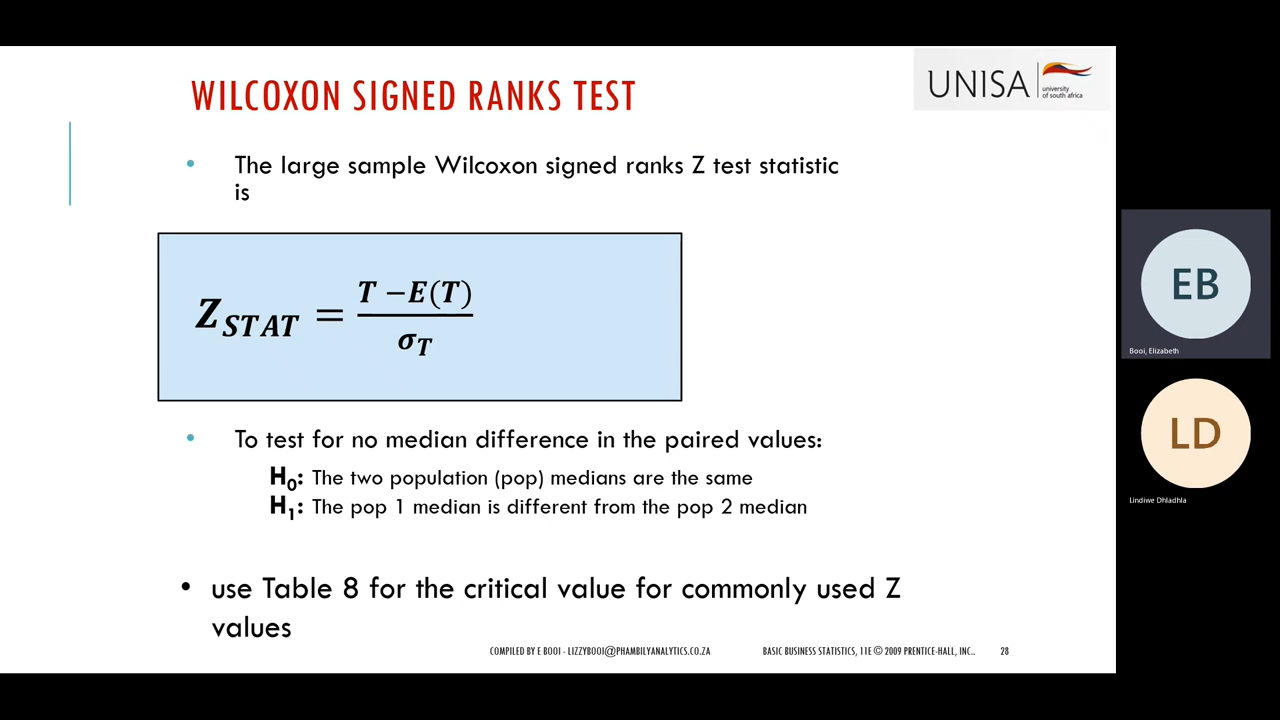 WILCOXON SIGNED RANKS TEST
UNISA
university
of south africa
• The large sample Wilcoxon signed ranks Z test statistic
is
Z_STAT = (T − E(T)) / σ_T
• To test for no median difference in the paired values:
H₀: The two population (pop) medians are the same
H₁: The pop 1 median is different from the pop 2 median
• use Table 8 for the critical value for commonly used Z
values
COMPILED BY E BOOI - LIZZYBOOI@PHAMBILYANALYTICS.CO.ZA
BASIC BUSINESS STATISTICS, 11E © 2009 PRENTICE-HALL, INC..
28
EB
Booi, Elizabeth
LD
Lindiwe Dhladhla